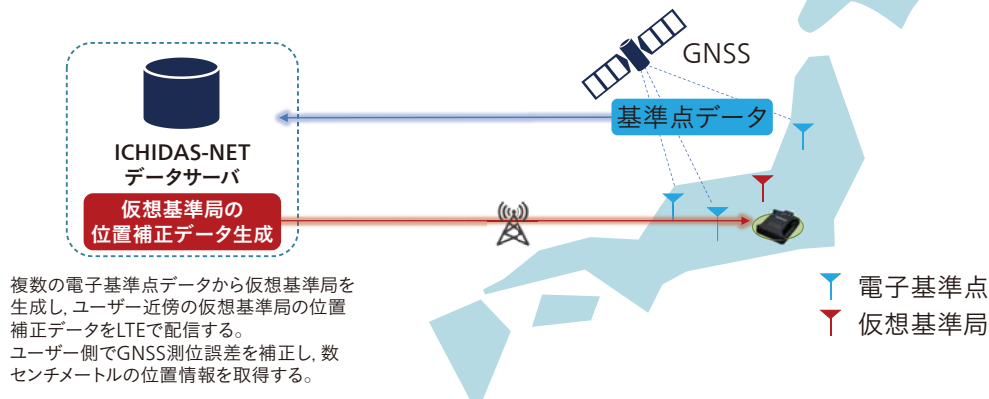 GNSS
基準点データ
ICHIDAS-NET
データサーバ
仮想基準局の
位置補正データ生成
複数の電子基準点データから仮想基準局を
生成し, ユーザー近傍の仮想基準局の位置
補正データをLTEで配信する。
ユーザー側でGNSS測位誤差を補正し, 数
センチメートルの位置情報を取得する。
電子基準点
仮想基準局